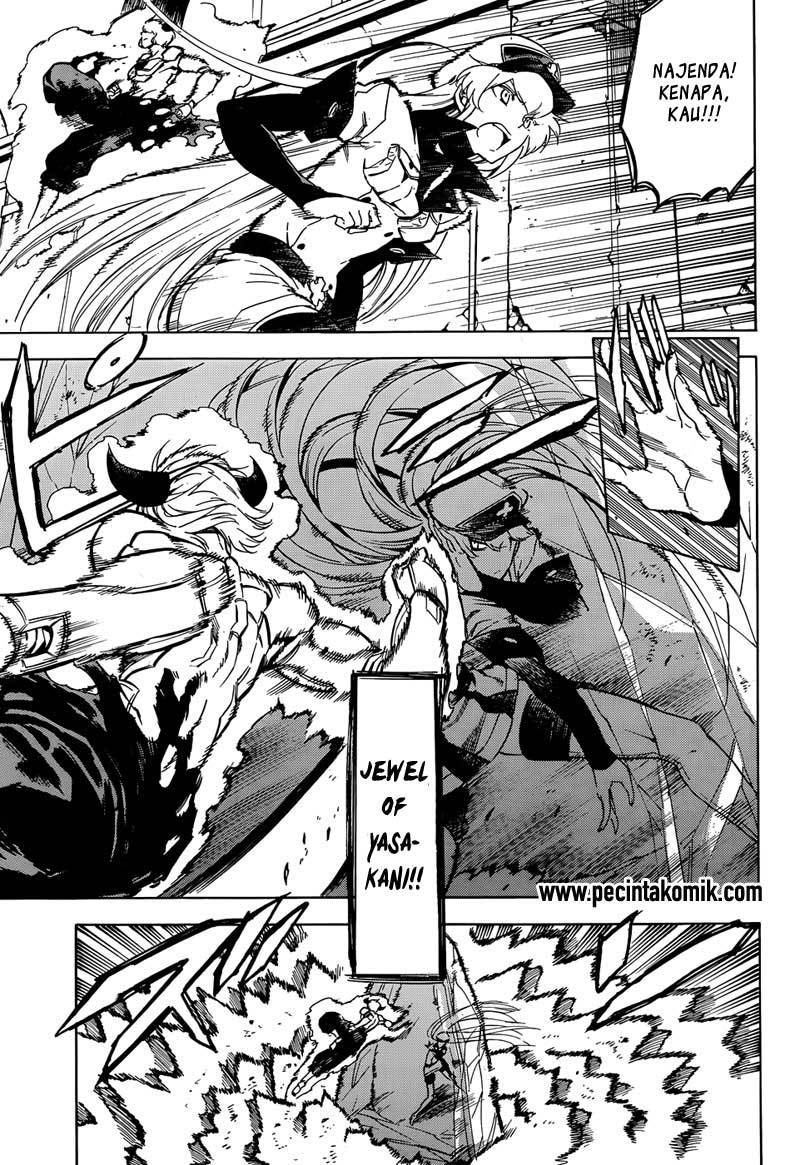 NAJENDA!
KENAPA,
KAU!!!
JEWEL
OF
YASA-
KANI!!
www.pecintakomik.com